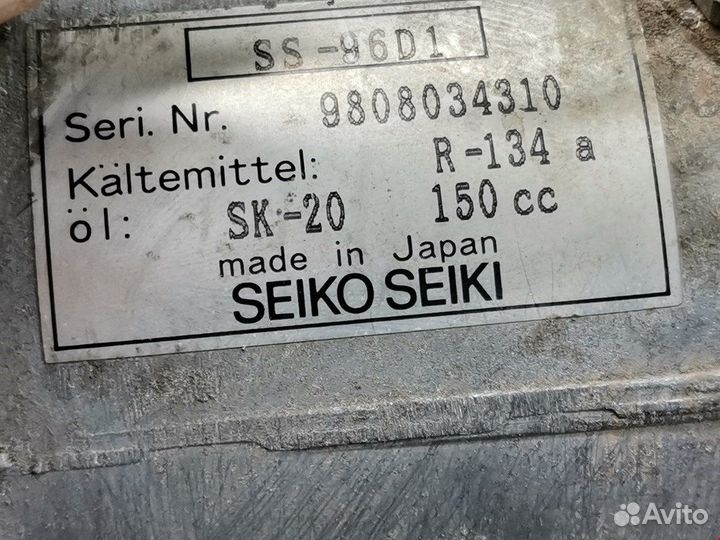 SS-96D1
Seri. Nr. 9808034310
Kältemittel: R-134 a
öl: SK-20 150 cc
made in Japan
SEIKO SEIKI
Avito